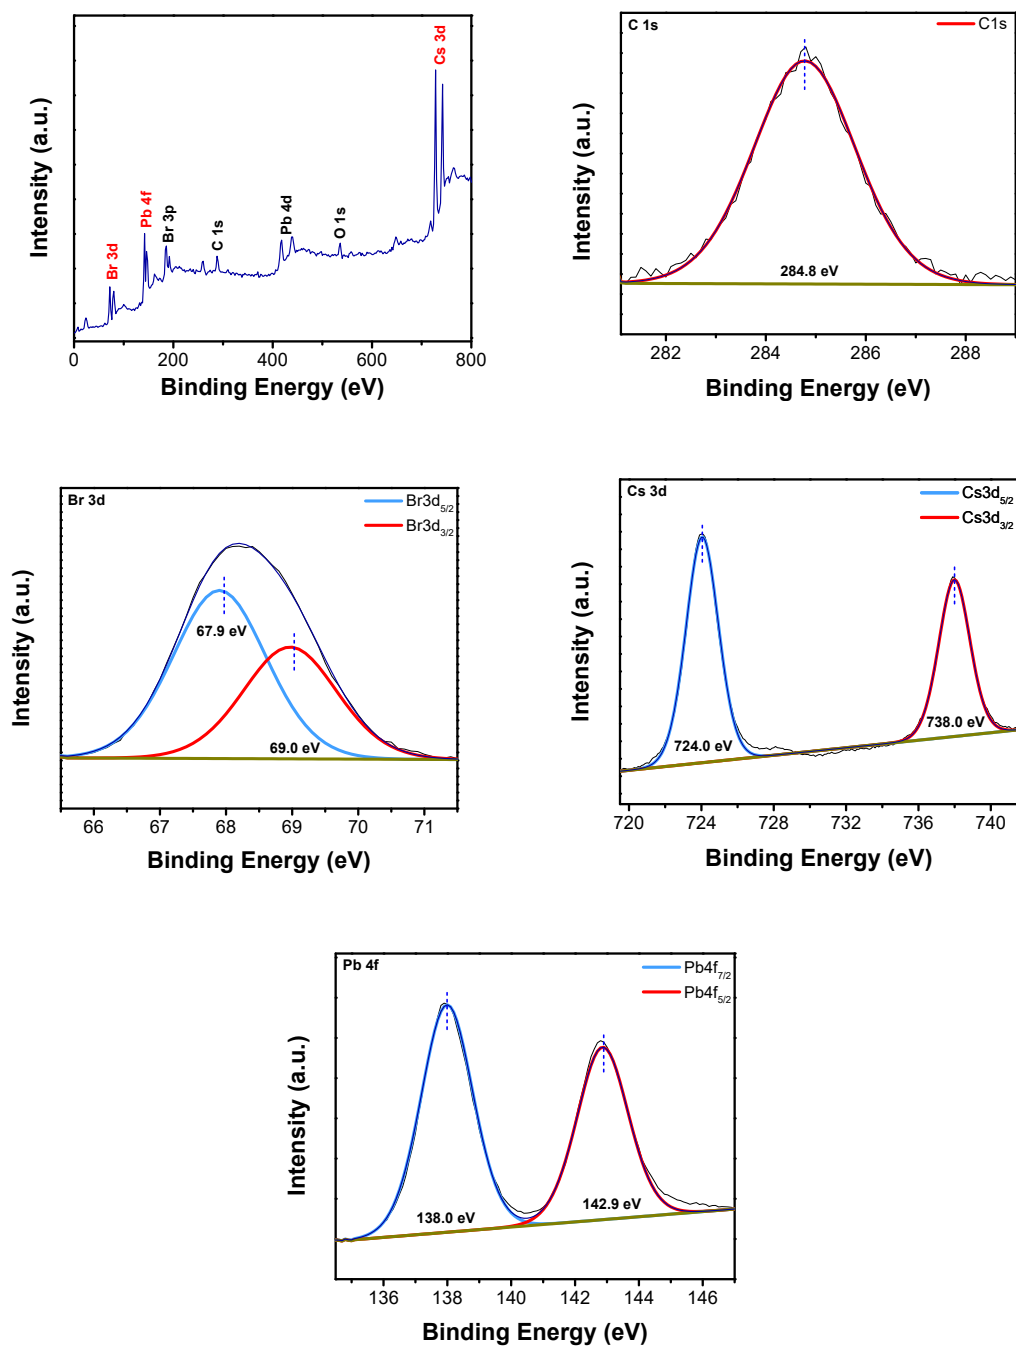 Intensity (a.u.)
Br 3d
Pb 4f
Br 3p
C 1s
Pb 4d
O 1s
Cs 3d
0 200 400 600 800
Binding Energy (eV)
C 1s
C1s
Intensity (a.u.)
284.8 eV
282 284 286 288
Binding Energy (eV)
Br 3d
Br3d5/2
Br3d3/2
Intensity (a.u.)
67.9 eV
69.0 eV
66 67 68 69 70 71
Binding Energy (eV)
Cs 3d
Cs3d5/2
Cs3d3/2
Intensity (a.u.)
724.0 eV
738.0 eV
720 724 728 732 736 740
Binding Energy (eV)
Pb 4f
Pb4f7/2
Pb4f5/2
Intensity (a.u.)
138.0 eV
142.9 eV
136 138 140 142 144 146
Binding Energy (eV)